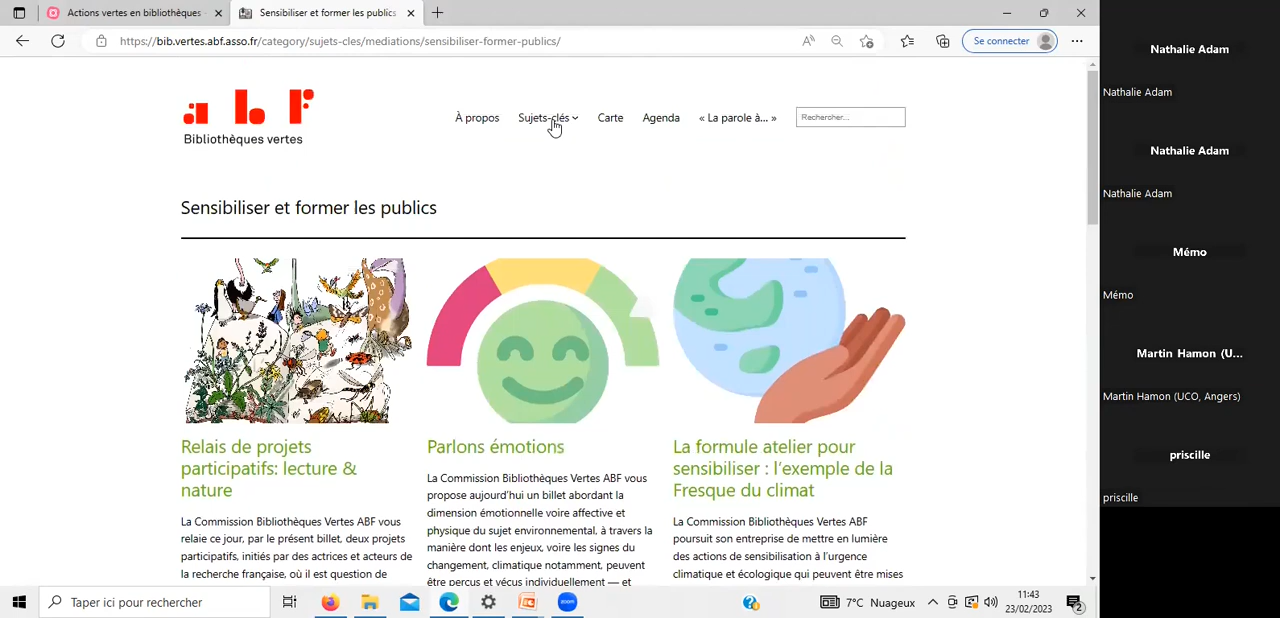 Actions vertes en bibliothèques -
Sensibiliser et former les publics
https://bib.vertes.abf.asso.fr/category/sujets-cles/mediations/sensibiliser-former-publics/
Se connecter
abf
Bibliothèques vertes
À propos
Sujets-clés
Carte
Agenda
« La parole à... »
Rechercher...
Sensibiliser et former les publics
Relais de projets
participatifs: lecture &
nature
La Commission Bibliothèques Vertes ABF vous
relaie ce jour, par le présent billet, deux projets
participatifs, initiés par des actrices et acteurs de
la recherche française, où il est question de
Parlons émotions
La Commission Bibliothèques Vertes ABF vous
propose aujourd'hui un billet abordant la
dimension émotionnelle voire affective et
physique du sujet environnemental, à travers la
manière dont les enjeux, voire les signes du
changement, climatique notamment, peuvent
être perçus et vécus individuellement — et
La formule atelier pour
sensibiliser : l'exemple de la
Fresque du climat
La Commission Bibliothèques Vertes ABF
poursuit son entreprise de mettre en lumière
des actions de sensibilisation à l'urgence
climatique et écologique qui peuvent être mises
Nathalie Adam
Nathalie Adam
Nathalie Adam
Nathalie Adam
Mémo
Mémo
Martin Hamon (U...
Martin Hamon (UCO, Angers)
priscille
priscille
Taper ici pour rechercher
zoom
7°C Nuageux
11:43
23/02/2023
2